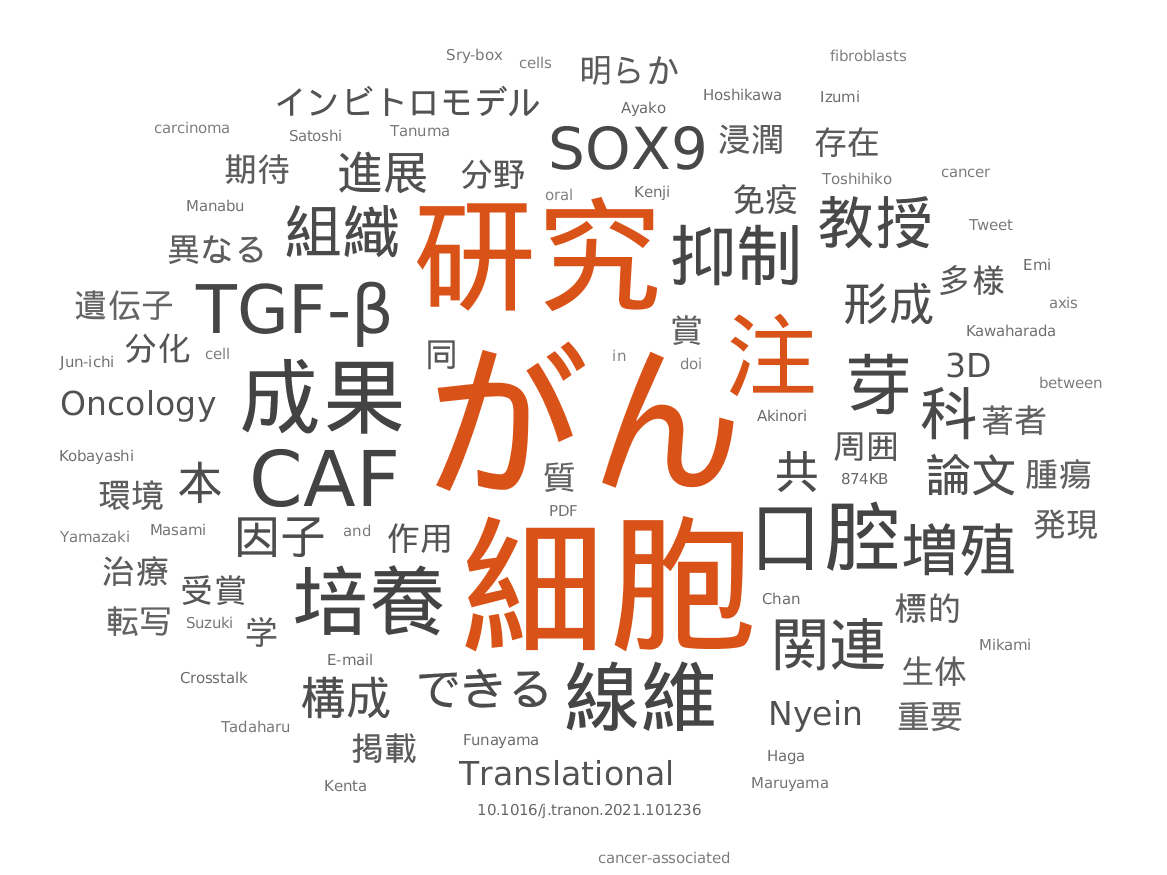 Sry-box
cells
fibroblasts
明らか
インビトロモデル
Ayako
Hoshikawa
Izumi
carcinoma
Satoshi
Tanuma
SOX9
浸潤
存在
期待
進展
分野
oral
Kenji
免疫
Toshihiko
cancer
Manabu
組織
研究
抑制
教授
Tweet
異なる
多様
Emi
遺伝子
TGF-β
形成
axis
Jun-ichi
分化
cell
同
賞
in
doi
注
Kawaharada
芽
3D
between
Oncology
成果
がん
Akinori
科
著者
Kobayashi
環境
本
CAF
質
共
周囲
874KB
論文
腫瘍
PDF
Yamazaki
Masami
因子
and
作用
口腔
増殖
発現
治療
受賞
培養
細胞
Chan
標的
転写
Suzuki
学
関連
Mikami
E-mail
Crosstalk
構成
できる
線維
生体
Tadaharu
Nyein
重要
掲載
Funayama
Haga
Kenta
Translational
Maruyama
10.1016/j.tranon.2021.101236
cancer-associated